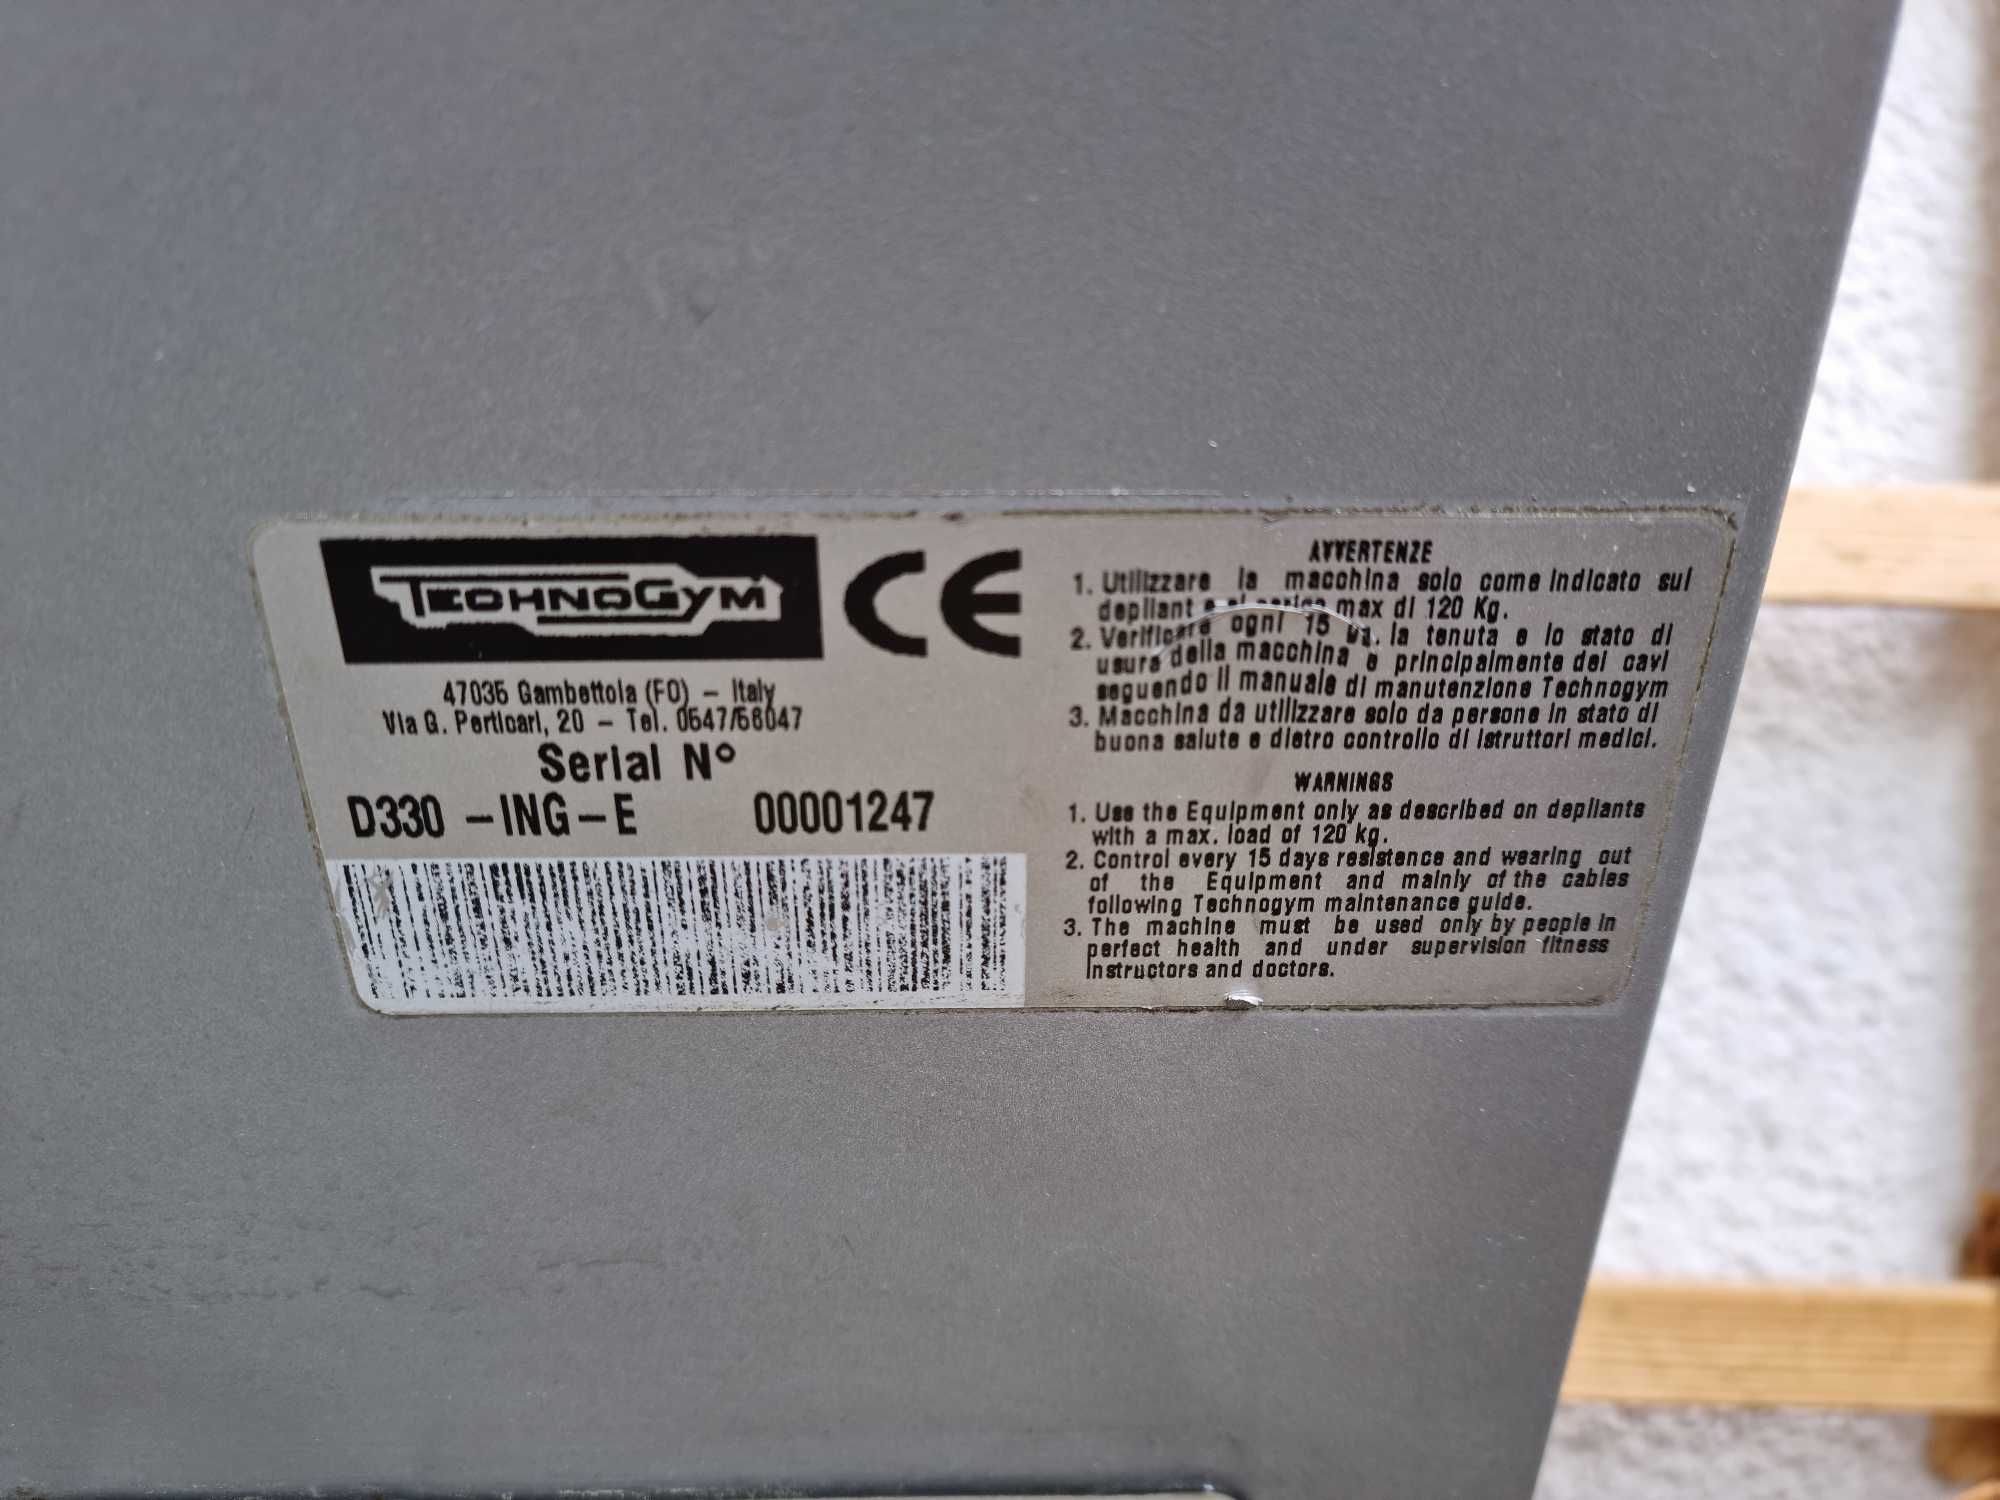 TECHNOGYM
CE
47035 Gambettola (FO) – Italy
Via G. Perticari, 20 – Tel. 0547/56047
Serial N°
D330 –ING–E 00001247
AVVERTENZE
1. Utilizzare la macchina solo come indicato sul
depliant max di 120 Kg.
2. Verificare ogni 15 la tenuta e lo stato di
usura della macchina e principalmente dei cavi
seguendo il manuale di manutenzione Technogym
3. Macchina da utilizzare solo da persone in stato di
buona salute e dietro controllo di istruttori medici.
WARNINGS
1. Use the Equipment only as described on depliants
with a max. load of 120 kg.
2. Control every 15 days resistence and wearing out
of the Equipment and mainly of the cables
following Technogym maintenance guide.
3. The machine must be used only by people in
perfect health and under supervision fitness
instructors and doctors.